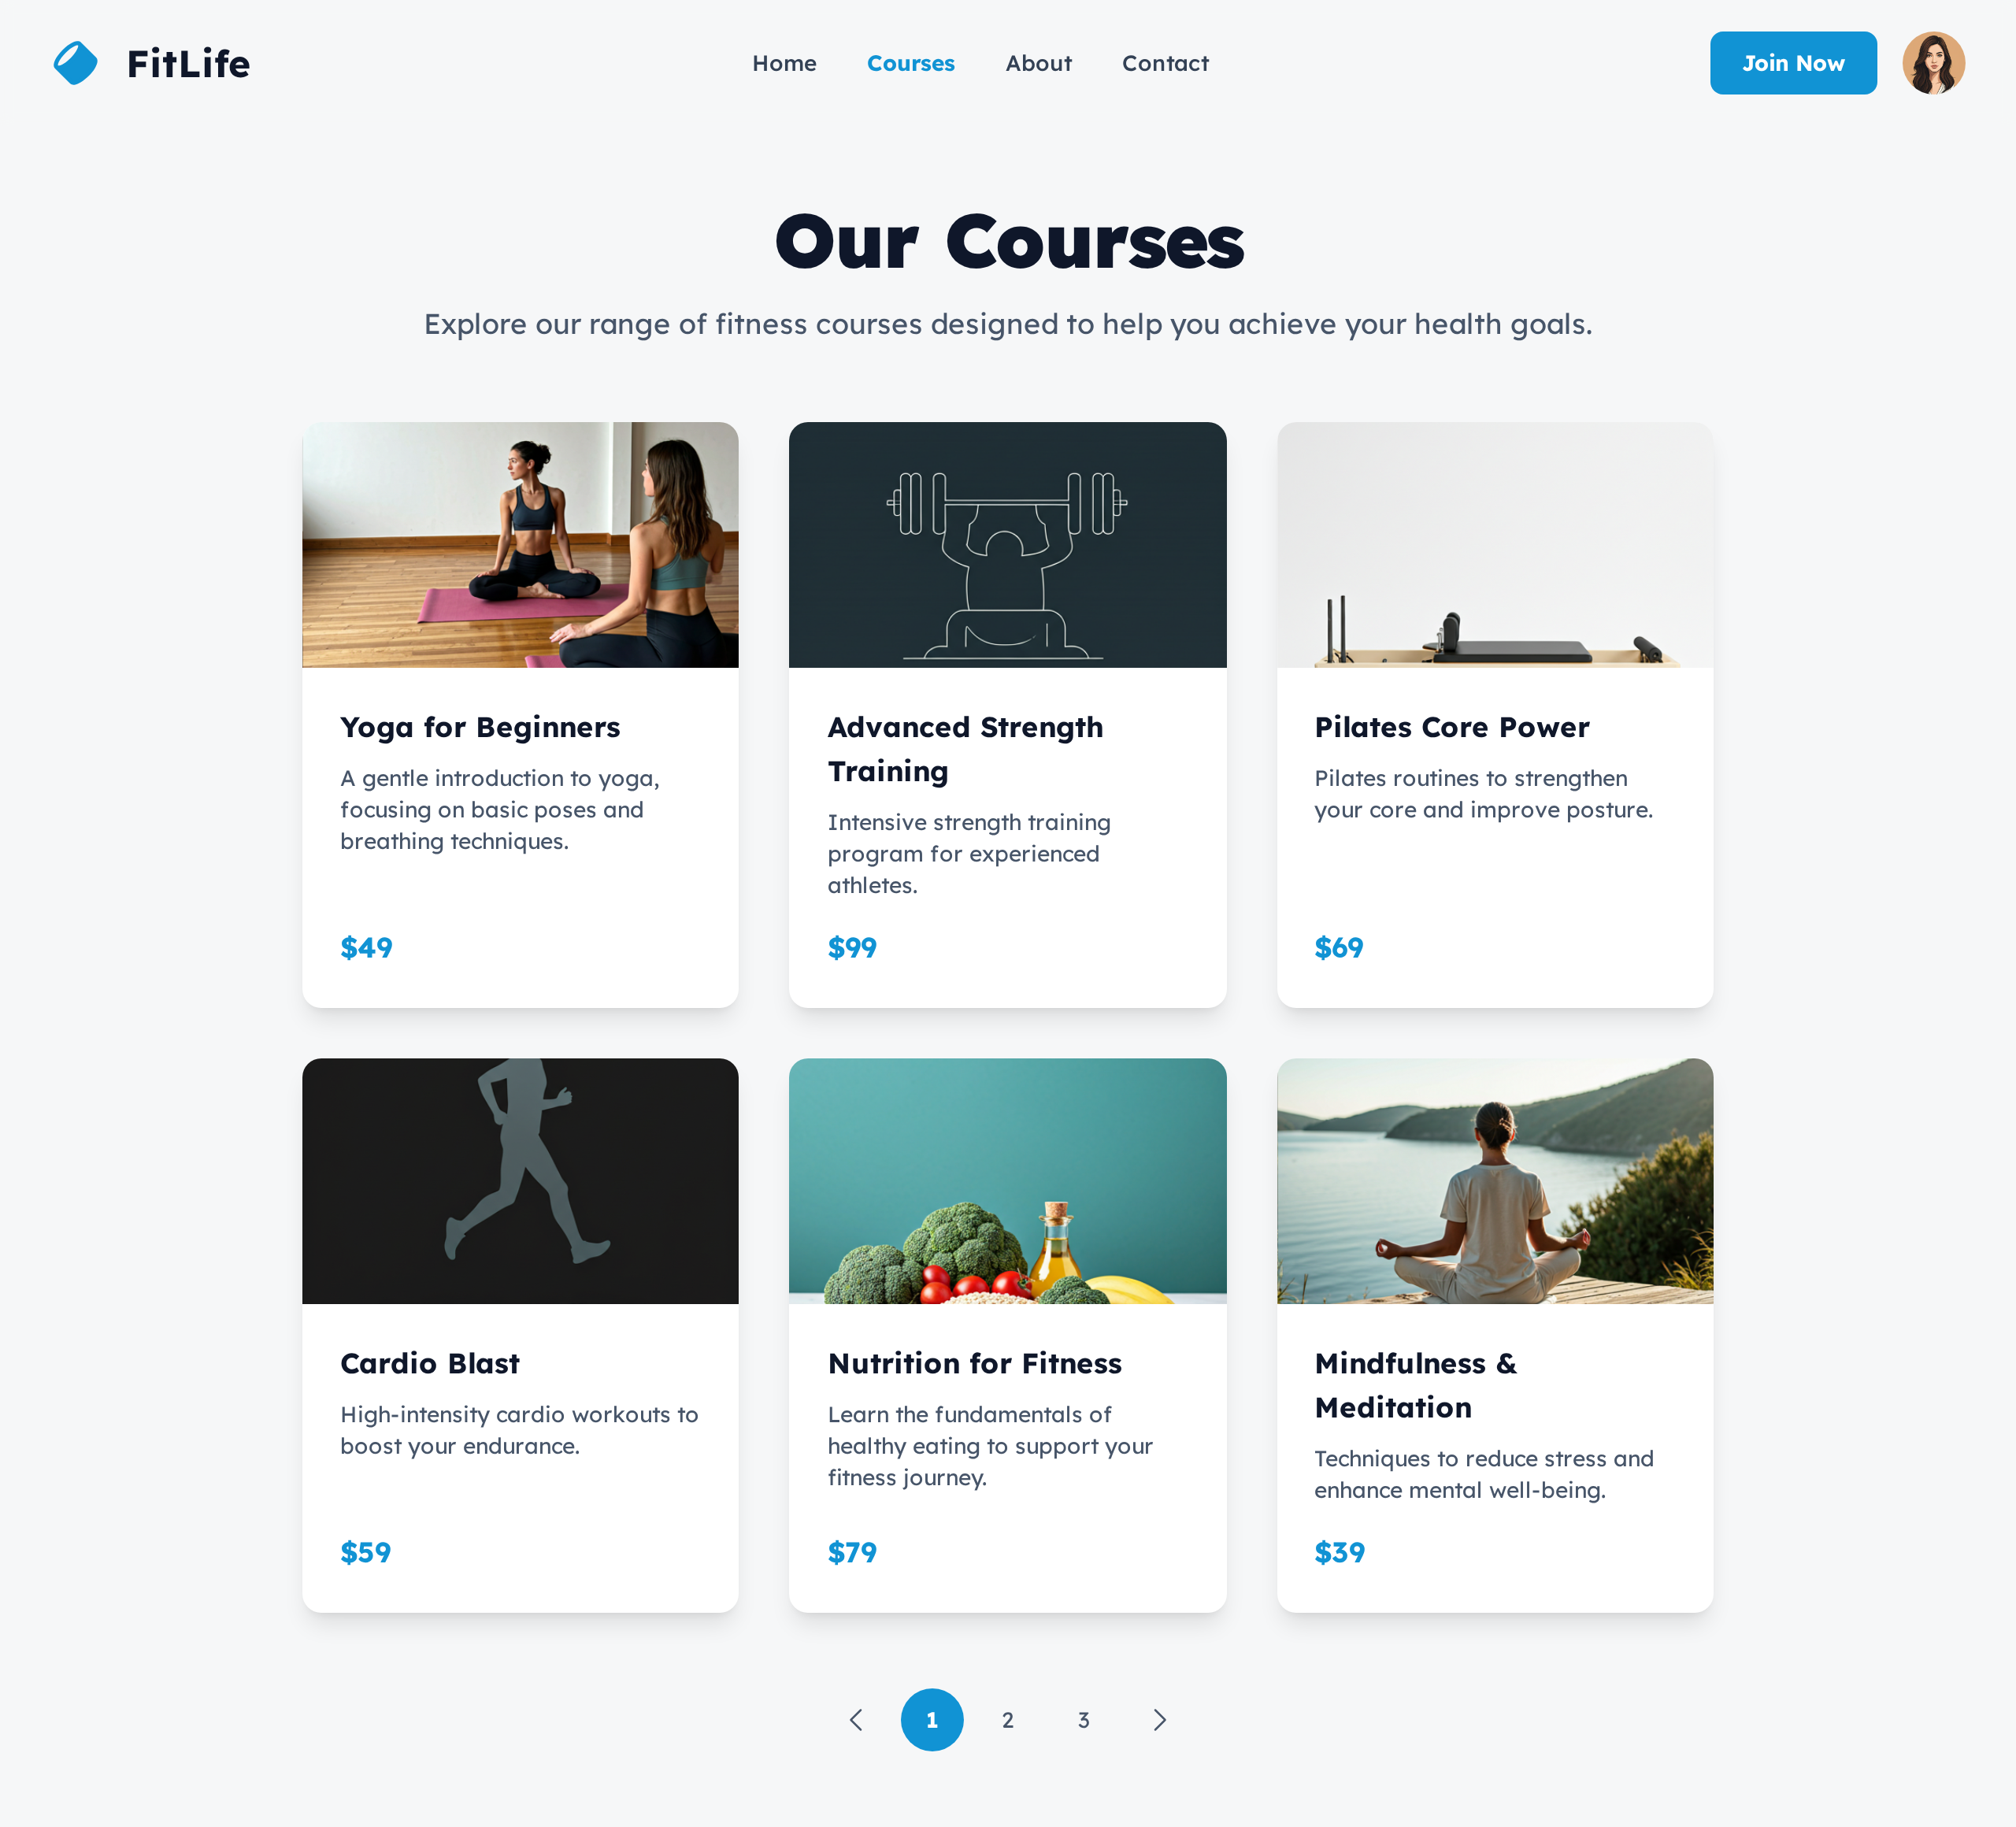 FitLife
Home
Courses
About
Contact
Join Now
Our Courses
Explore our range of fitness courses designed to help you achieve your health goals.
Yoga for Beginners
A gentle introduction to yoga,
focusing on basic poses and
breathing techniques.
$49
Advanced Strength
Training
Intensive strength training
program for experienced
athletes.
$99
Pilates Core Power
Pilates routines to strengthen
your core and improve posture.
$69
Cardio Blast
High-intensity cardio workouts to
boost your endurance.
$59
Nutrition for Fitness
Learn the fundamentals of
healthy eating to support your
fitness journey.
$79
Mindfulness &
Meditation
Techniques to reduce stress and
enhance mental well-being.
$39
1
2
3